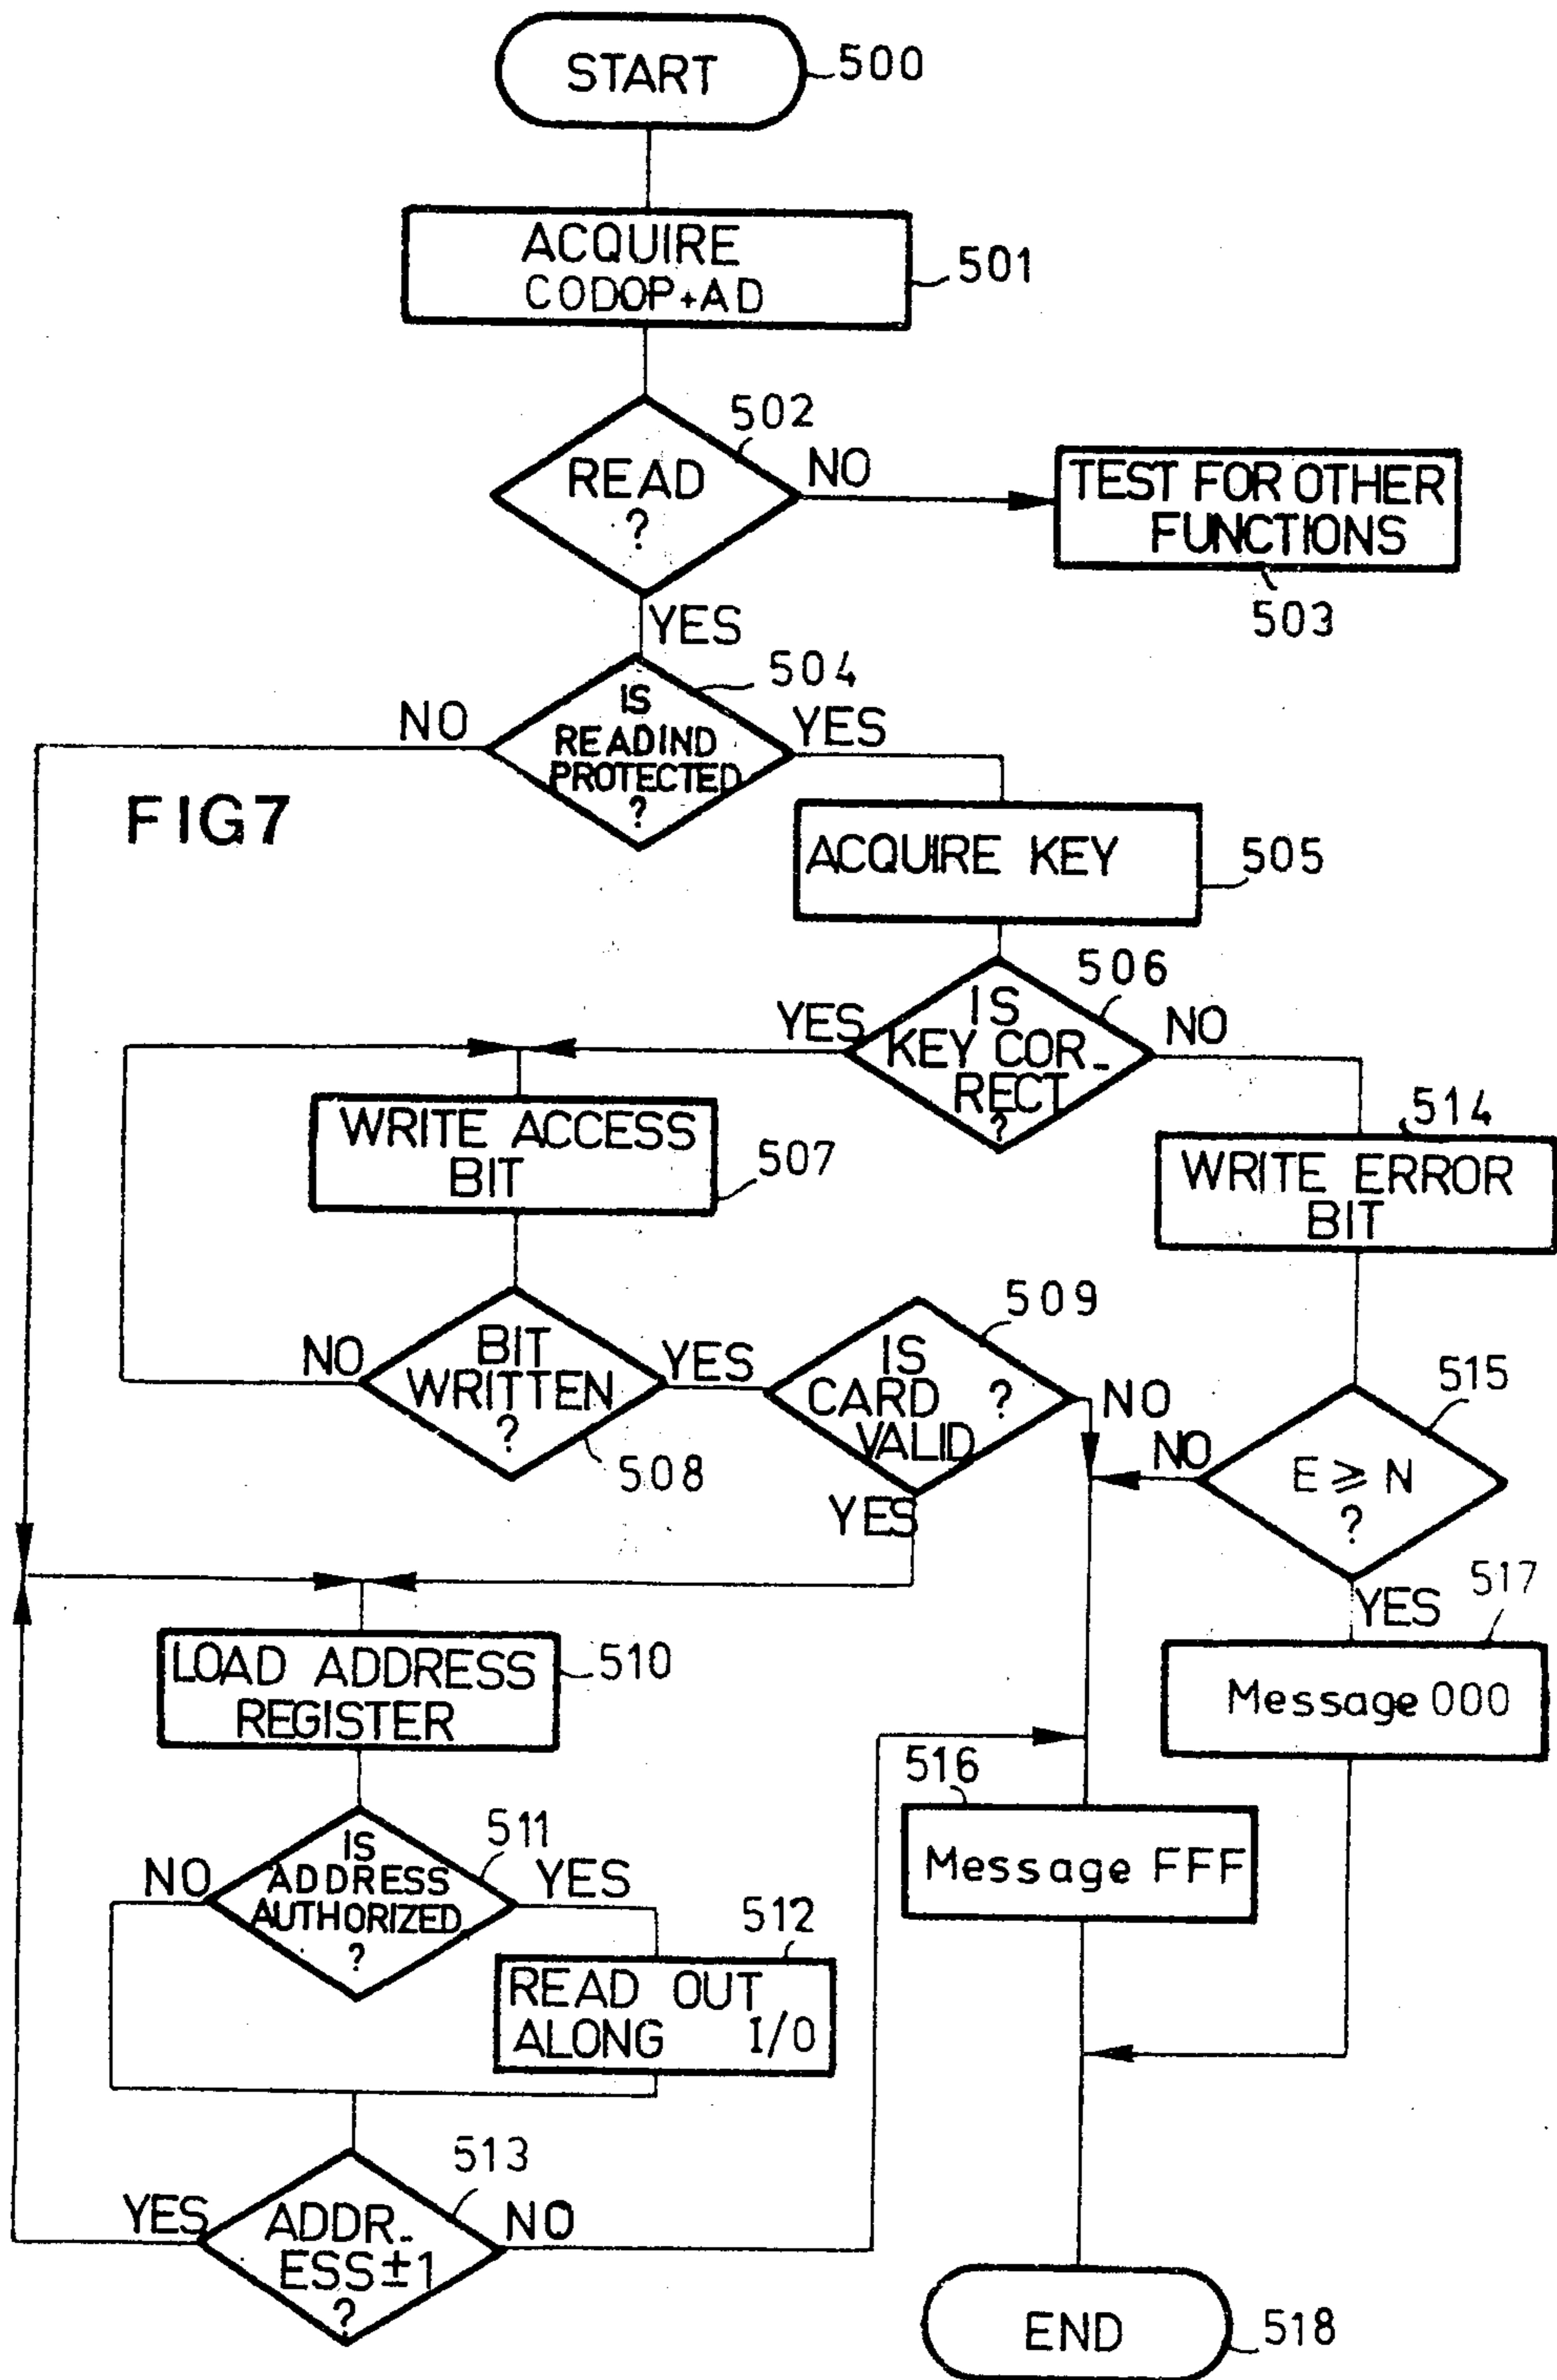 START
500
ACQUIRE
CODOP+AD
501
502
READ
?
NO
TEST FOR OTHER
FUNCTIONS
503
YES
504
IS
READIND
PROTECTED
?
NO
YES
FIG7
ACQUIRE KEY
505
506
IS
KEY COR-
RECT
?
YES
NO
WRITE ACCESS
BIT
507
514
WRITE ERROR
BIT
BIT
WRITTEN
?
508
NO
YES
509
IS
CARD ?
VALID
NO
YES
515
E ⩾ N
?
NO
YES
517
Message 000
LOAD ADDRESS
REGISTER
510
516
Message FFF
511
IS
ADDRESS
AUTHORIZED
?
NO
YES
512
READ OUT
ALONG I/O
513
ADDR-
ESS±1
?
YES
NO
END
518